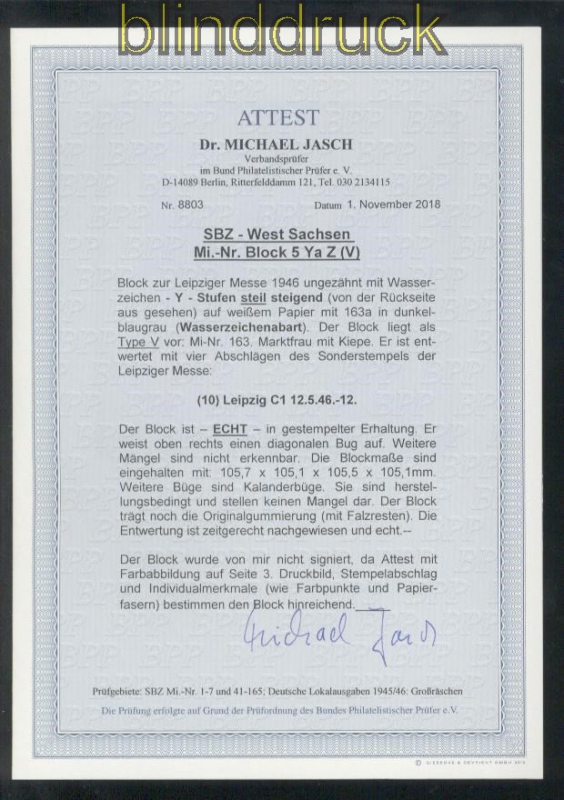 blinddruck
ATTEST
Dr. MICHAEL JASCH
Verbandsprüfer
im Bund Philatelistischer Prüfer e. V.
D-14089 Berlin, Ritterfelddamm 121, Tel. 030 2134115
Nr. 8803 Datum 1. November 2018
SBZ - West Sachsen
Mi.-Nr. Block 5 Ya Z (V)
Block zur Leipziger Messe 1946 ungezähnt mit Wasser-
zeichen - Y - Stufen steil steigend (von der Rückseite
aus gesehen) auf weißem Papier mit 163a in dunkel-
blaugrau (Wasserzeichenabart). Der Block liegt als
Type V vor: Mi-Nr. 163. Marktfrau mit Kiepe. Er ist ent-
wertet mit vier Abschlägen des Sonderstempels der
Leipziger Messe:
(10) Leipzig C1 12.5.46.-12.
Der Block ist – ECHT – in gestempelter Erhaltung. Er
weist oben rechts einen diagonalen Bug auf. Weitere
Mängel sind nicht erkennbar. Die Blockmaße sind
eingehalten mit: 105,7 x 105,1 x 105,5 x 105,1mm.
Weitere Büge sind Kalanderbüge. Sie sind herstel-
lungsbedingt und stellen keinen Mangel dar. Der Block
trägt noch die Originalgummierung (mit Falzresten). Die
Entwertung ist zeitgerecht nachgewiesen und echt.--
Der Block wurde von mir nicht signiert, da Attest mit
Farbabbildung auf Seite 3. Druckbild, Stempelabschlag
und Individualmerkmale (wie Farbpunkte und Papier-
fasern) bestimmen den Block hinreichend.
Michael Jasch
Prüfgebiete: SBZ Mi.-Nr. 1-7 und 41-165; Deutsche Lokalausgaben 1945/46: Großräschen
Die Prüfung erfolgte auf Grund der Prüfordnung des Bundes Philatelistischer Prüfer e.V.